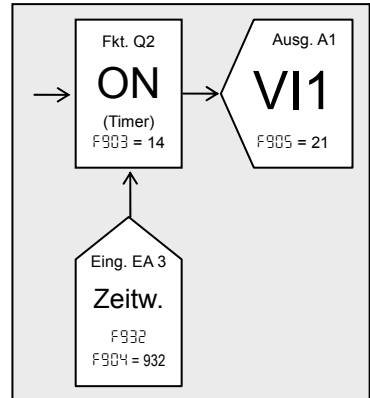 Fkt. Q2
ON
(Timer)
F903 = 14
Ausg. A1
VI1
F905 = 21
Eing. EA 3
Zeitw.
F932
F904 = 932